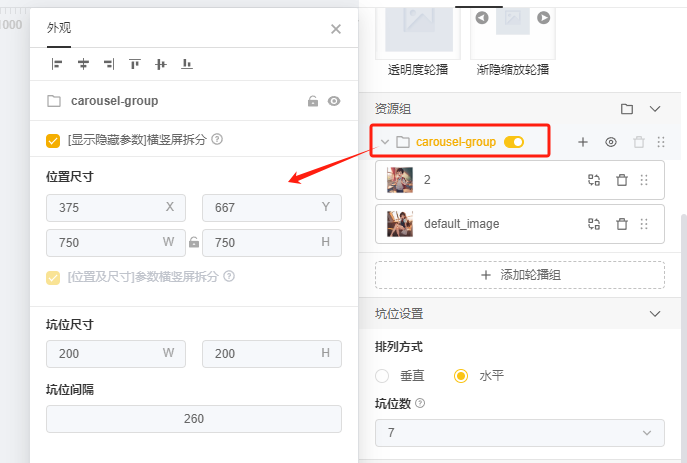 1000
外观
carousel-group
[显示隐藏参数]横竖屏拆分
位置尺寸
375 X
667 Y
750 W
750 H
[位置及尺寸]参数横竖屏拆分
坑位尺寸
200 W
200 H
坑位间隔
260
透明度轮播
渐隐缩放轮播
资源组
carousel-group
2
default_image
添加轮播组
坑位设置
排列方式
垂直
水平
坑位数
7